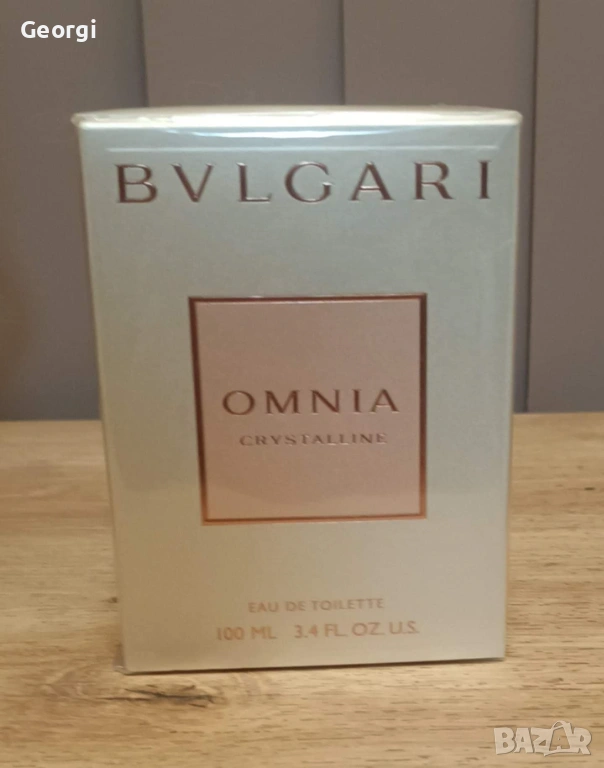 Georgi
BVLGARI
OMNIA
CRYSTALLINE
EAU DE TOILETTE
100 ML 3.4 FL. OZ. U.S.
BAZAR